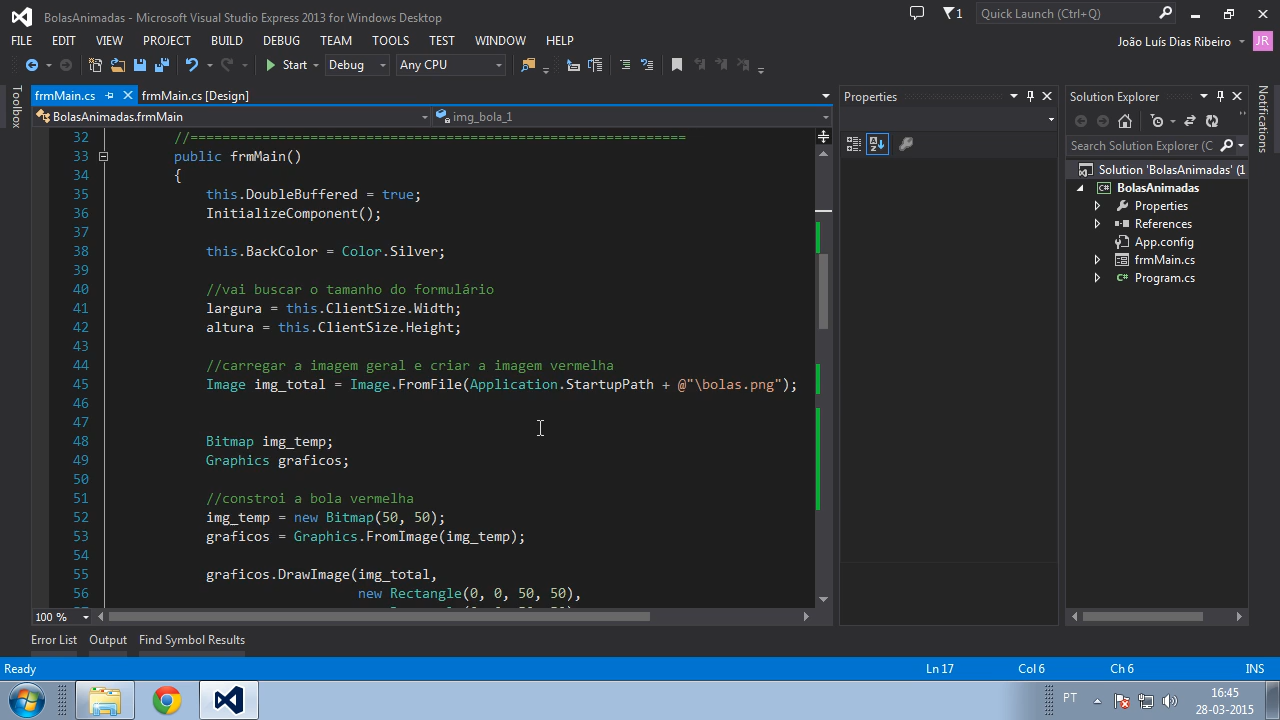 BolasAnimadas - Microsoft Visual Studio Express 2013 for Windows Desktop
1
Quick Launch (Ctrl+Q)
FILE EDIT VIEW PROJECT BUILD DEBUG TEAM TOOLS TEST WINDOW HELP
João Luís Dias Ribeiro JR
Start Debug Any CPU
Toolbox
frmMain.cs
frmMain.cs [Design]
BolasAnimadas.frmMain
img_bola_1
32 //==============================================================
33 public frmMain()
34 {
35 this.DoubleBuffered = true;
36 InitializeComponent();
37
38 this.BackColor = Color.Silver;
39
40 //vai buscar o tamanho do formulário
41 largura = this.ClientSize.Width;
42 altura = this.ClientSize.Height;
43
44 //carregar a imagem geral e criar a imagem vermelha
45 Image img_total = Image.FromFile(Application.StartupPath + @"\bolas.png");
46
47
48 Bitmap img_temp;
49 Graphics graficos;
50
51 //constroi a bola vermelha
52 img_temp = new Bitmap(50, 50);
53 graficos = Graphics.FromImage(img_temp);
54
55 graficos.DrawImage(img_total,
56 new Rectangle(0, 0, 50, 50),
100 %
Properties
Solution Explorer
Search Solution Explorer (C
Solution 'BolasAnimadas' (1
BolasAnimadas
Properties
References
App.config
frmMain.cs
Program.cs
Notifications
Error List Output Find Symbol Results
Ready
Ln 17 Col 6 Ch 6 INS
PT
16:45
28-03-2015